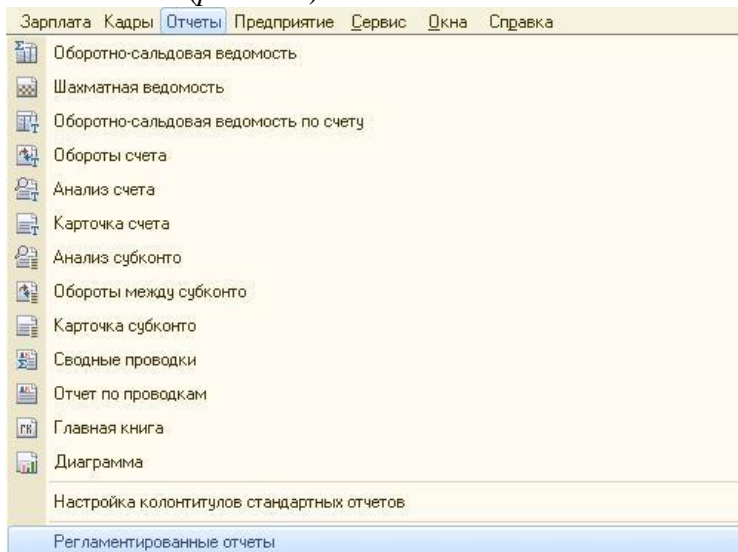 Зарплата Кадры Отчеты Предприятие Сервис Окна Справка
Оборотно-сальдовая ведомость
Шахматная ведомость
Оборотно-сальдовая ведомость по счету
Обороты счета
Анализ счета
Карточка счета
Анализ субконто
Обороты между субконто
Карточка субконто
Сводные проводки
Отчет по проводкам
Главная книга
Диаграмма
Настройка колонтитулов стандартных отчетов
Регламентированные отчеты